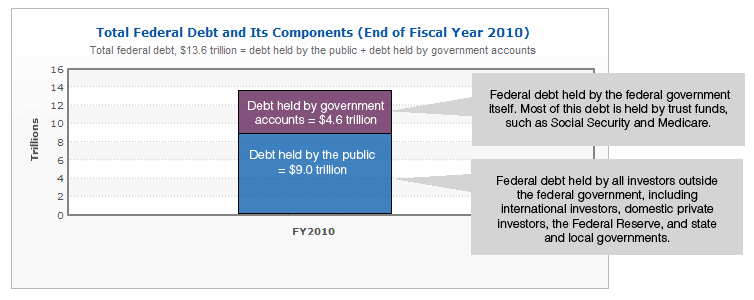 Total Federal Debt and Its Components (End of Fiscal Year 2010)
Total federal debt, $13.6 trillion = debt held by the public + debt held by government accounts
Trillions
16
14
12
10
8
6
4
2
0
Debt held by government
accounts = $4.6 trillion
Debt held by the public
= $9.0 trillion
FY2010
Federal debt held by the federal government
itself. Most of this debt is held by trust funds,
such as Social Security and Medicare.
Federal debt held by all investors outside
the federal government, including
international investors, domestic private
investors, the Federal Reserve, and state
and local governments.